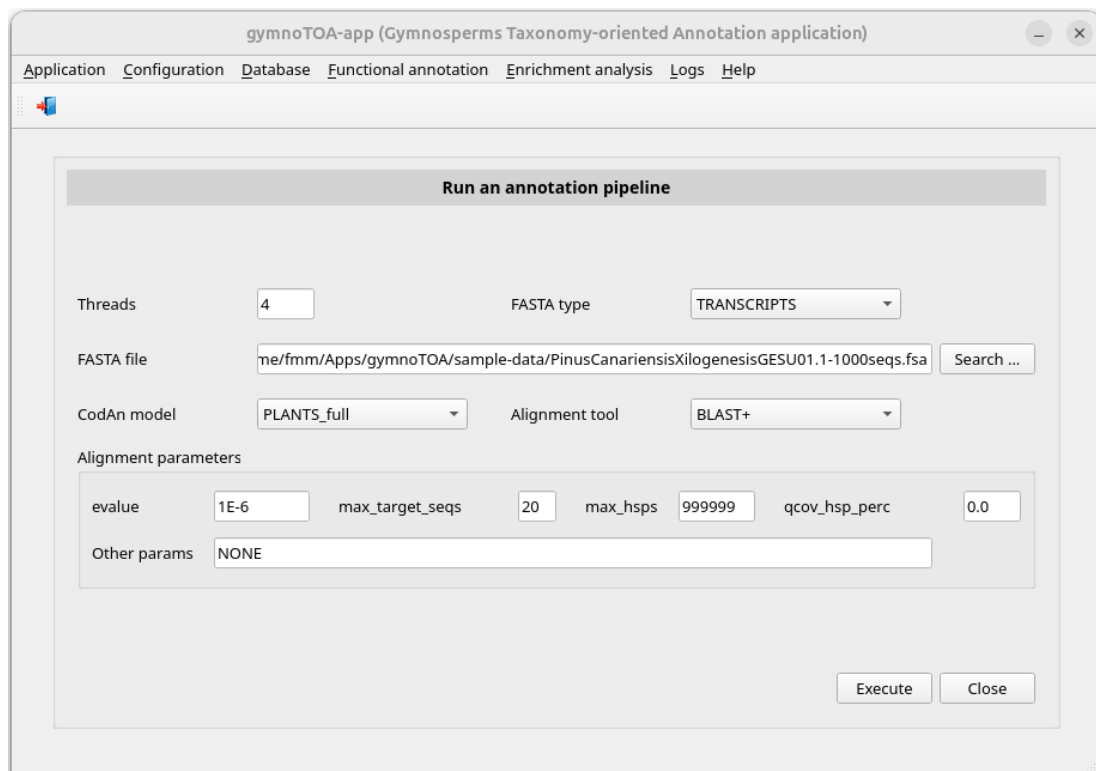 gymnoTOA-app (Gymnosperms Taxonomy-oriented Annotation application)
Application Configuration Database Functional annotation Enrichment analysis Logs Help
Run an annotation pipeline
Threads 4 FASTA type TRANSCRIPTS
FASTA file me/fmm/Apps/gymnoTOA/sample-data/PinusCanariensisXilogenesisGESU01.1-1000seqs.fsa Search ...
CodAn model PLANTS_full Alignment tool BLAST+
Alignment parameters
evalue 1E-6 max_target_seqs 20 max_hsps 999999 qcov_hsp_perc 0.0
Other params NONE
Execute Close